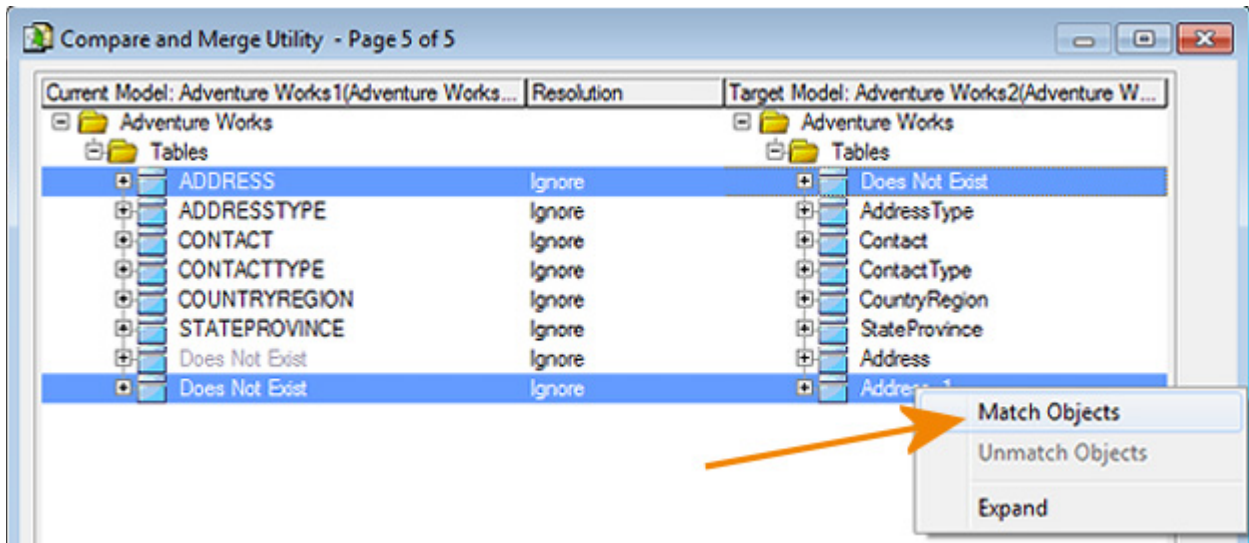 Compare and Merge Utility - Page 5 of 5
Current Model: Adventure Works1(Adventure Works... Resolution Target Model: Adventure Works2(Adventure W...
Adventure Works Adventure Works
Tables Tables
ADDRESS Ignore Does Not Exist
ADDRESSTYPE Ignore AddressType
CONTACT Ignore Contact
CONTACTTYPE Ignore ContactType
COUNTRYREGION Ignore CountryRegion
STATEPROVINCE Ignore StateProvince
Does Not Exist Ignore Address
Does Not Exist Ignore
Match Objects
Unmatch Objects
Expand